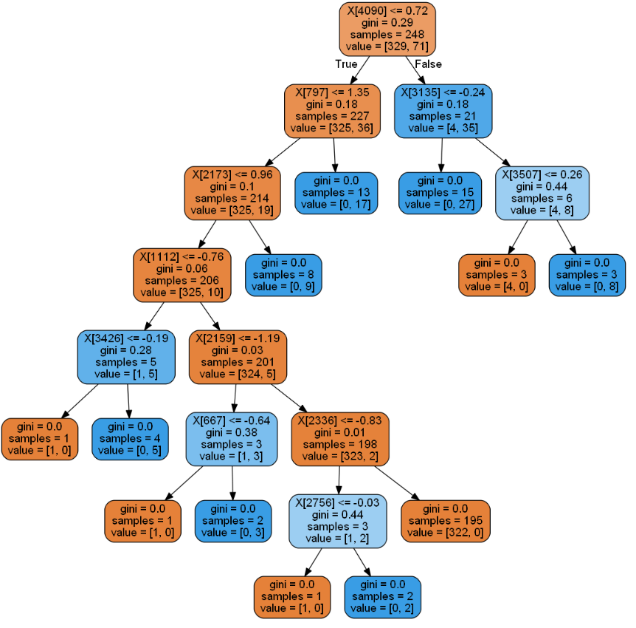 X[4090] <= 0.72
gini = 0.29
samples = 248
value = [329, 71]
True
False
X[797] <= 1.35
gini = 0.18
samples = 227
value = [325, 36]
X[3135] <= -0.24
gini = 0.18
samples = 21
value = [4, 35]
X[2173] <= 0.96
gini = 0.1
samples = 214
value = [325, 19]
gini = 0.0
samples = 13
value = [0, 17]
gini = 0.0
samples = 15
value = [0, 27]
X[3507] <= 0.26
gini = 0.44
samples = 6
value = [4, 8]
X[1112] <= -0.76
gini = 0.06
samples = 206
value = [325, 10]
gini = 0.0
samples = 8
value = [0, 9]
gini = 0.0
samples = 3
value = [4, 0]
gini = 0.0
samples = 3
value = [0, 8]
X[3426] <= -0.19
gini = 0.28
samples = 5
value = [1, 5]
X[2159] <= -1.19
gini = 0.03
samples = 201
value = [324, 5]
gini = 0.0
samples = 1
value = [1, 0]
gini = 0.0
samples = 4
value = [0, 5]
X[667] <= -0.64
gini = 0.38
samples = 3
value = [1, 3]
X[2336] <= -0.83
gini = 0.01
samples = 198
value = [323, 2]
gini = 0.0
samples = 1
value = [1, 0]
gini = 0.0
samples = 2
value = [0, 3]
X[2756] <= -0.03
gini = 0.44
samples = 3
value = [1, 2]
gini = 0.0
samples = 195
value = [322, 0]
gini = 0.0
samples = 1
value = [1, 0]
gini = 0.0
samples = 2
value = [0, 2]